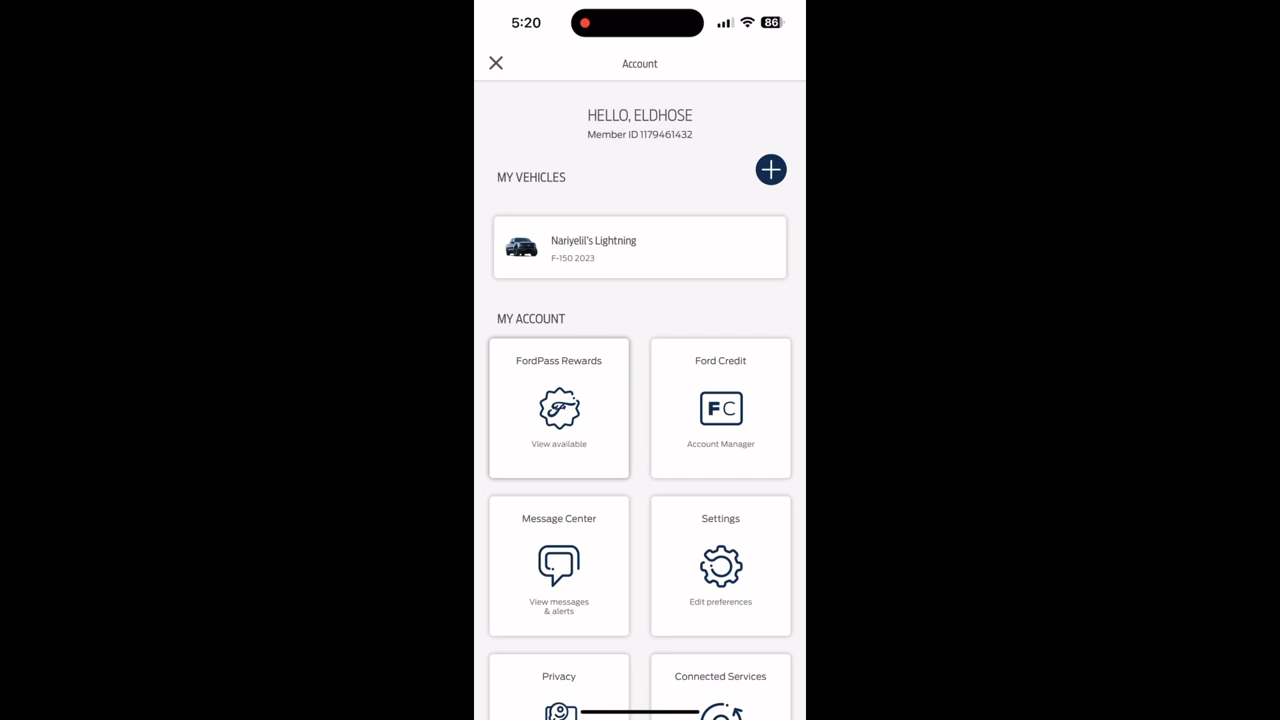 5:20
86
Account
HELLO, ELDHOSE
Member ID 1179461432
MY VEHICLES
Nariyelil's Lightning
F-150 2023
MY ACCOUNT
FordPass Rewards
F
View available
Ford Credit
FC
Account Manager
Message Center
View messages
& alerts
Settings
Edit preferences
Privacy
Connected Services